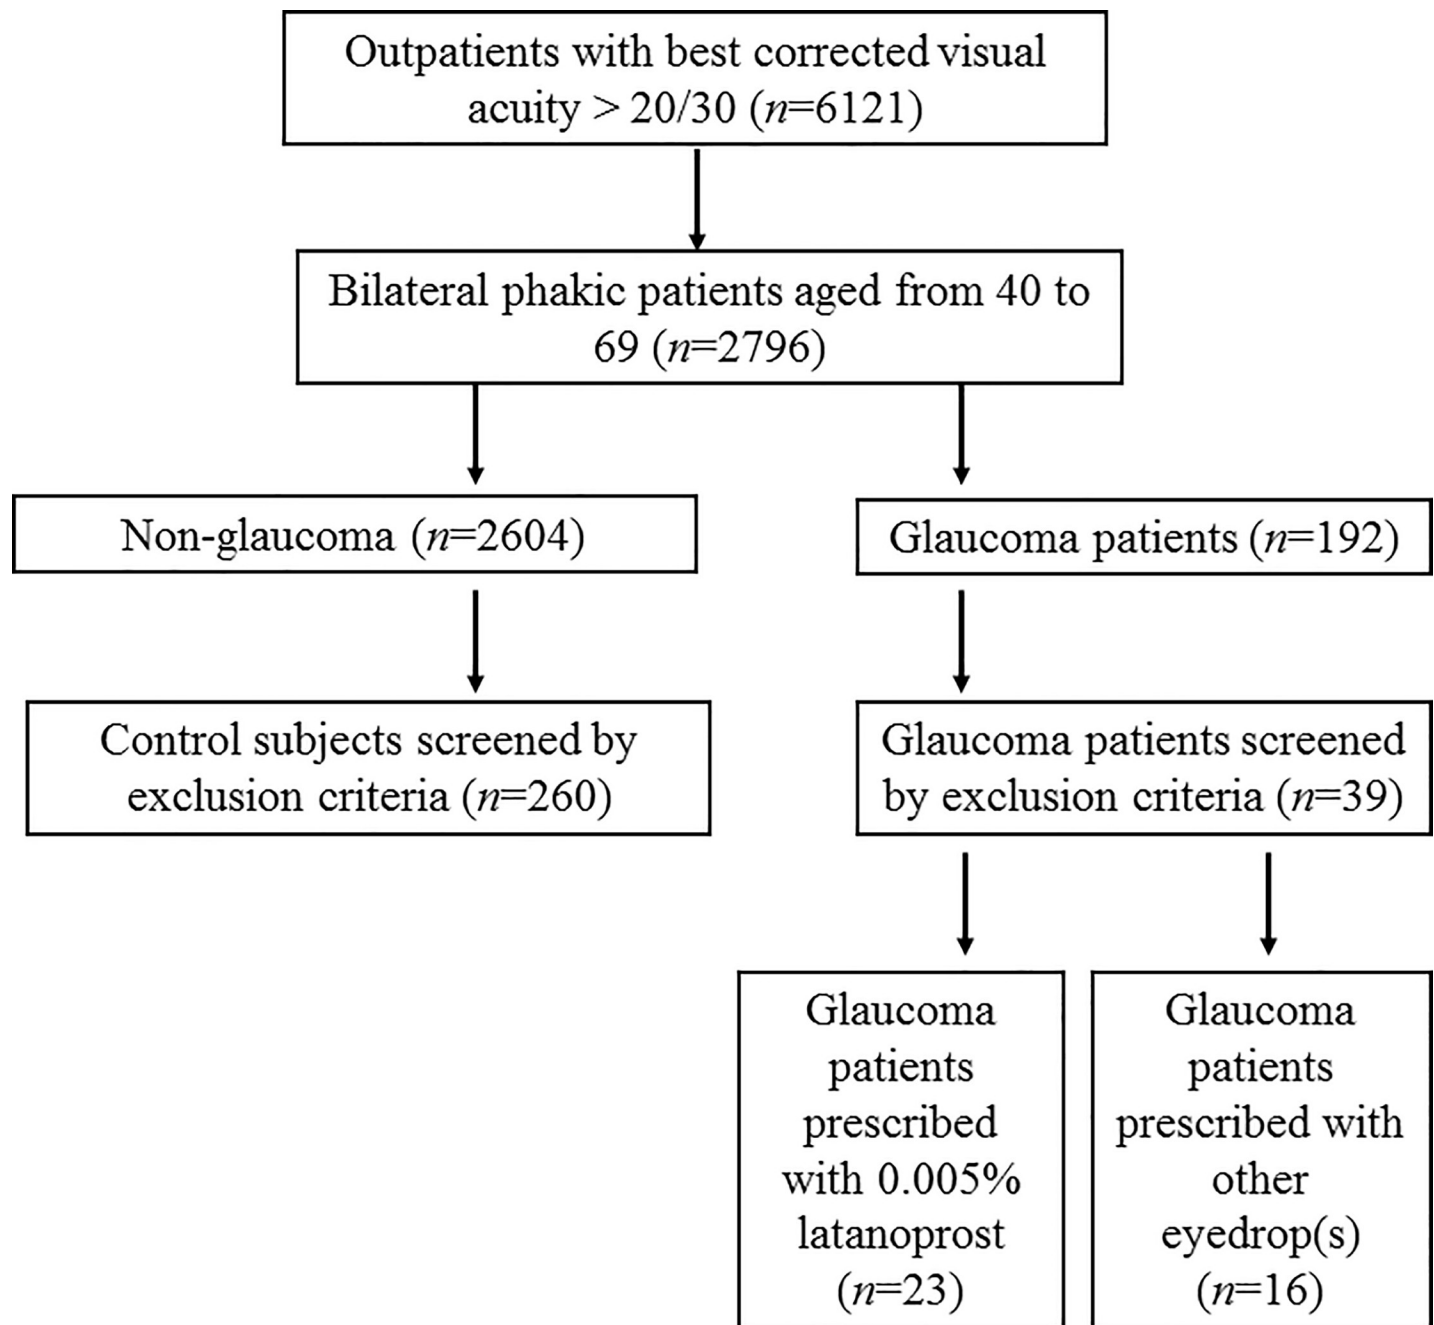 Outpatients with best corrected visual
acuity > 20/30 (n=6121)
Bilateral phakic patients aged from 40 to
69 (n=2796)
Non-glaucoma (n=2604)
Glaucoma patients (n=192)
Control subjects screened by
exclusion criteria (n=260)
Glaucoma patients screened
by exclusion criteria (n=39)
Glaucoma
patients
prescribed
with 0.005%
latanoprost
(n=23)
Glaucoma
patients
prescribed with
other
eyedrop(s)
(n=16)